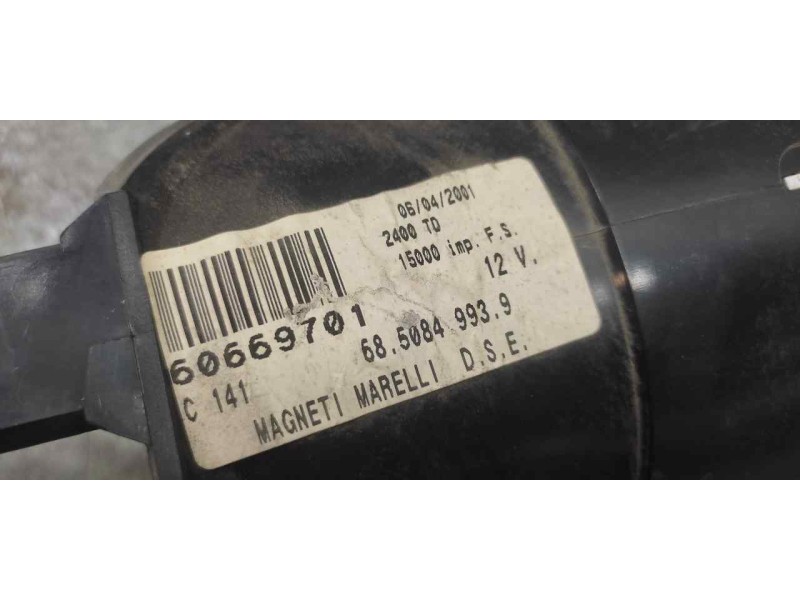 06/04/2001
2400 TD
15000 imp. F.S.
12 V.
60669701
68.5084.993.9
C 141
MAGNETI MARELLI D.S.E.